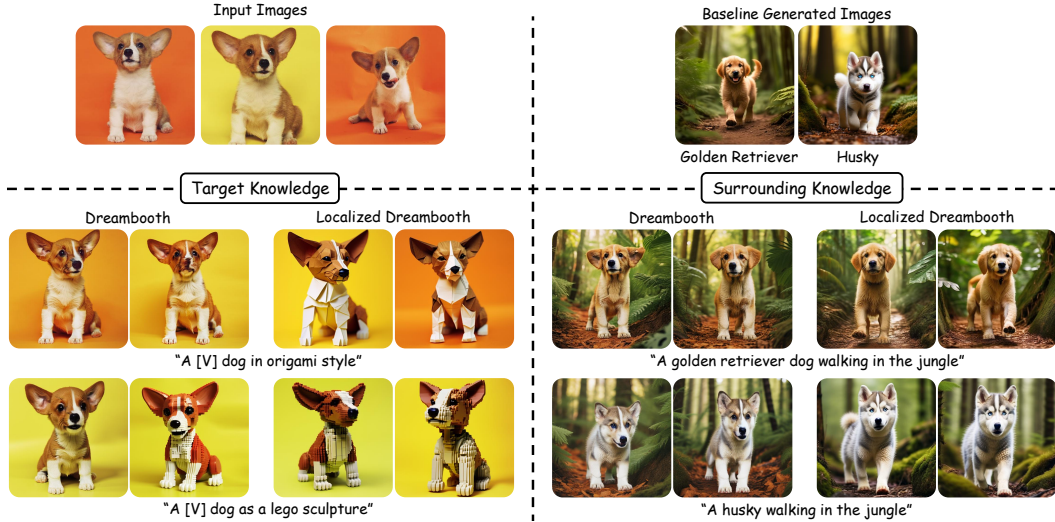 Input Images
Baseline Generated Images
Golden Retriever
Husky
Target Knowledge
Surrounding Knowledge
Dreambooth
Localized Dreambooth
Dreambooth
Localized Dreambooth
“A [V] dog in origami style”
“A golden retriever dog walking in the jungle”
“A [V] dog as a lego sculpture”
“A husky walking in the jungle”